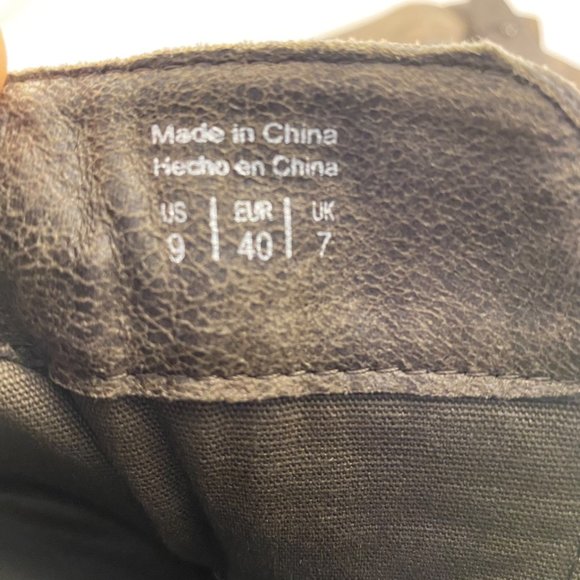 Made in China
Hecho en China
US | EUR | UK
9 | 40 | 7